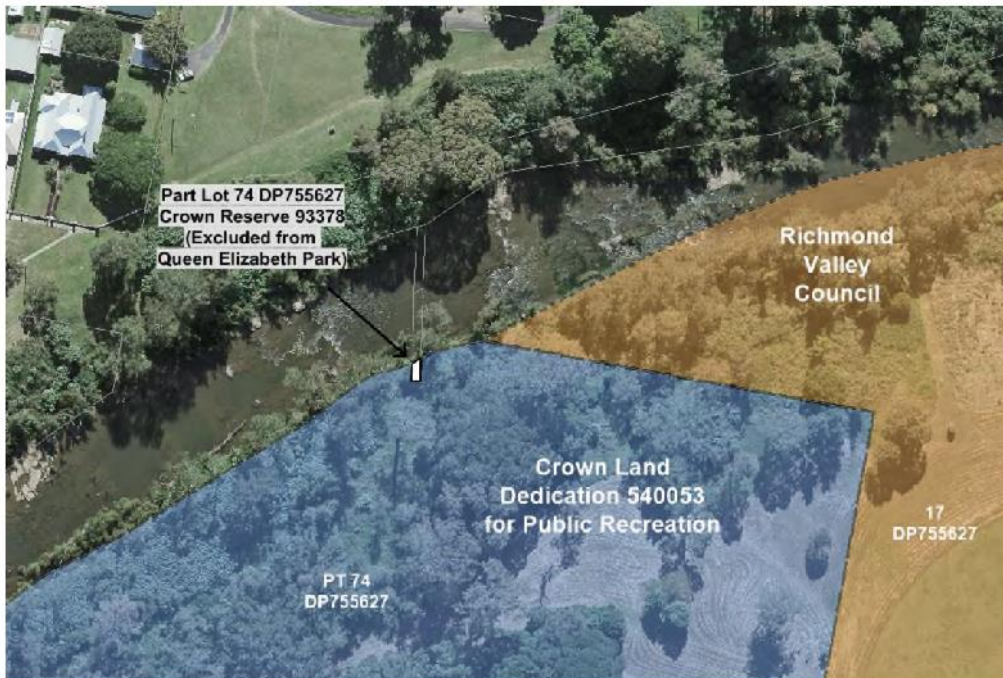 Part Lot 74 DP755627
Crown Reserve 93378
(Excluded from
Queen Elizabeth Park)
Richmond
Valley
Council
Crown Land
Dedication 540053
for Public Recreation
17
DP755627
PT 74
DP755627